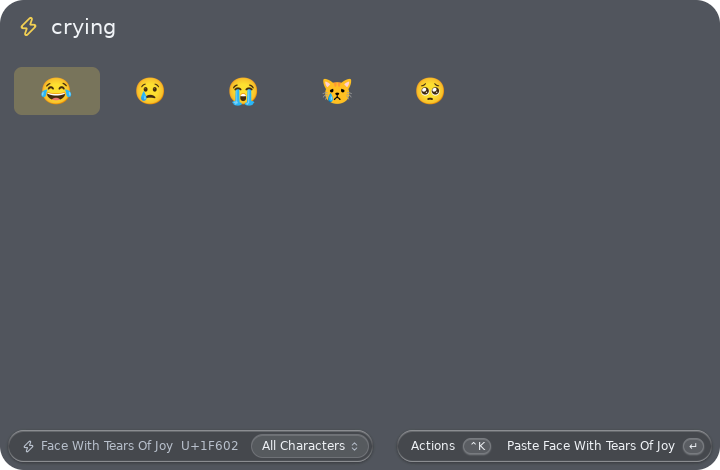 crying
😂 😢 😭 😿 🥺
Face With Tears Of Joy U+1F602 All Characters Actions ^K Paste Face With Tears Of Joy ↵